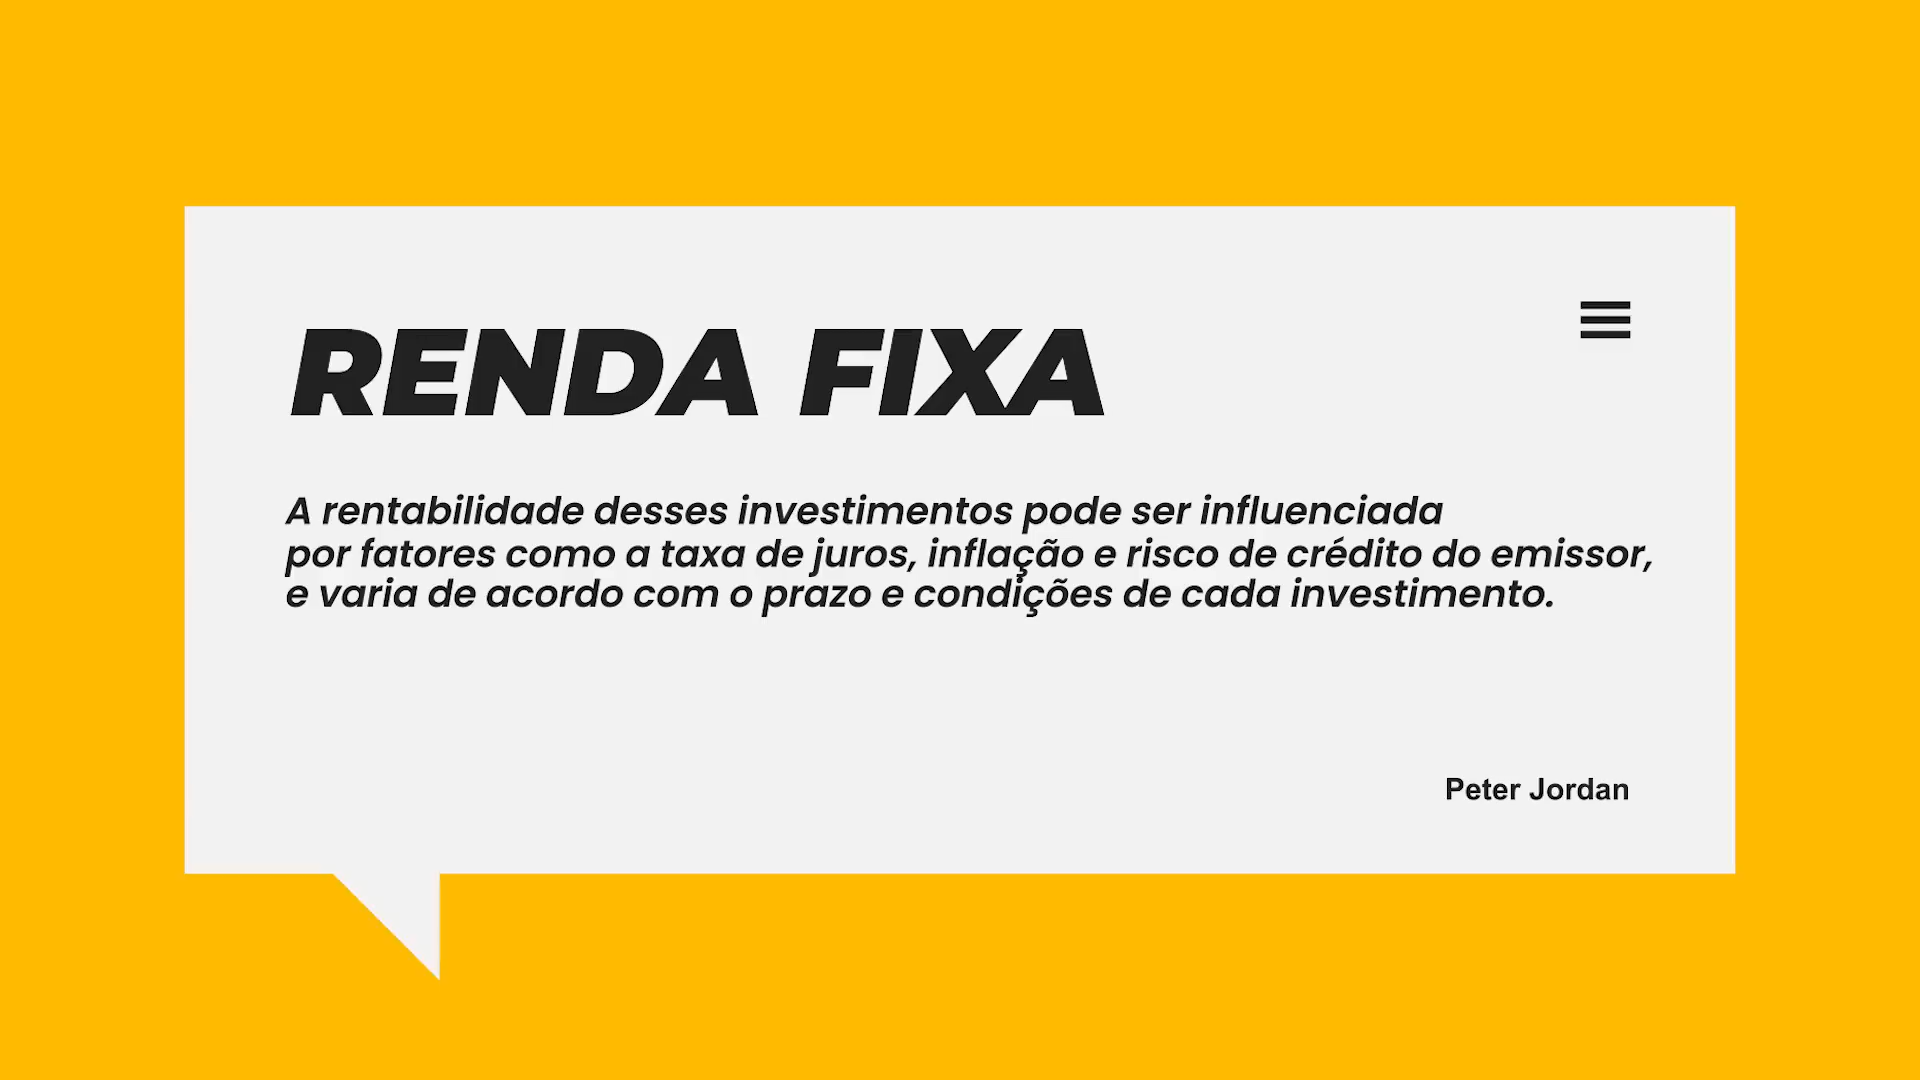 RENDA FIXA
A rentabilidade desses investimentos pode ser influenciada
por fatores como a taxa de juros, inflação e risco de crédito do emissor,
e varia de acordo com o prazo e condições de cada investimento.
Peter Jordan